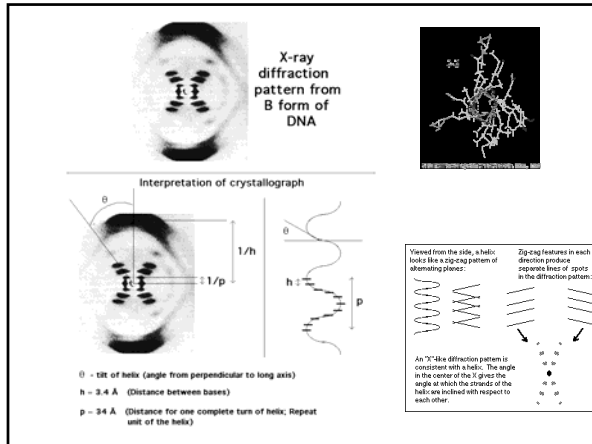 X-ray
diffraction
pattern from
B form of
DNA
Interpretation of crystallograph
θ
1/h
1/p
θ
h
p
θ - tilt of helix (angle from perpendicular to long axis)
h - 3.4 Å (Distance between bases)
p - 34 Å (Distance for one complete turn of helix; Repeat
unit of the helix)
Viewed from the side, a helix
looks like a zig-zag pattern of
alternating planes:
Zig-zag features in each
direction produce
separate lines of spots
in the diffraction pattern:
An "X"-like diffraction pattern is
consistent with a helix. The angle
in the center of the X gives the
angle at which the strands of the
helix are inclined with respect to
each other.